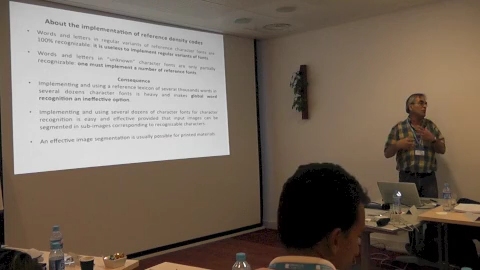 About the implementation of reference density codes
• Words and letters in regular variants of reference character forms are
100% recognizable. It is useless to implement regular variants of fonts
• Words and letters in "unknown" character fonts are only partially
recognizable one must implement a number of reference fonts
Consequence
• Implementing and using a reference lexicon of several thousands words in
several dozens character fonts is heavy and makes global word
recognition an ineffective option.
• Implementing and using several dozens of character fonts for character
recognition is easy and effective provided that input images can be
segmented in sub-images corresponding to recognizable characters.
• An effective image segmentation is usually possible for printed materials.